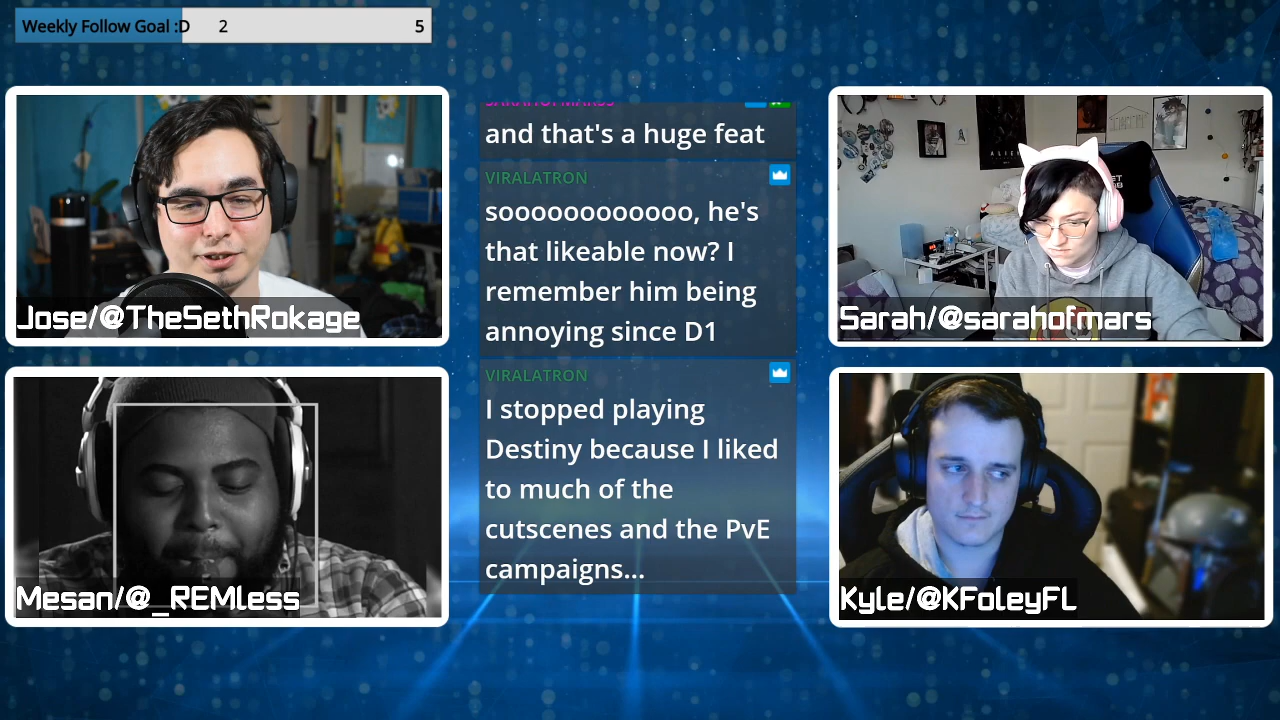 Weekly Follow Goal :D 2 5
SARAHOFMARSS
and that's a huge feat
VIRALATRON
soooooooooooo, he's
that likeable now? I
remember him being
annoying since D1
VIRALATRON
I stopped playing
Destiny because I liked
to much of the
cutscenes and the PvE
campaigns...
Jose/@TheSethRokage
Sarah/@sarahofmars
Mesan/@_REMless
Kyle/@KFoleyFL